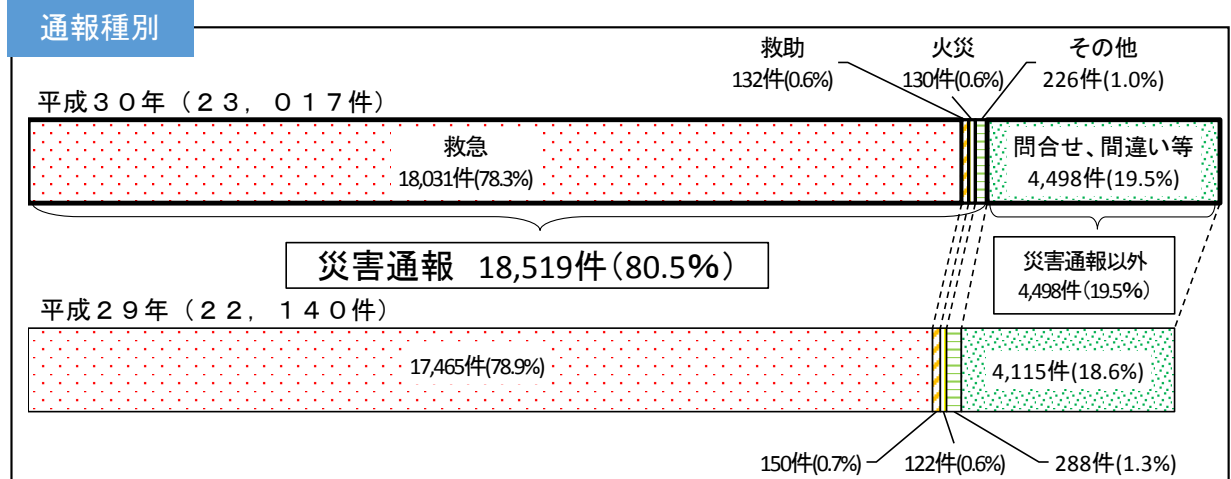 通報種別
救助
132件(0.6%)
火災
130件(0.6%)
その他
226件(1.0%)
平成３０年（２３，０１７件）
救急
18,031件(78.3%)
問合せ、間違い等
4,498件(19.5%)
災害通報 18,519件(80.5%)
災害通報以外
4,498件(19.5%)
平成２９年（２２，１４０件）
17,465件(78.9%)
4,115件(18.6%)
150件(0.7%)
122件(0.6%)
288件(1.3%)